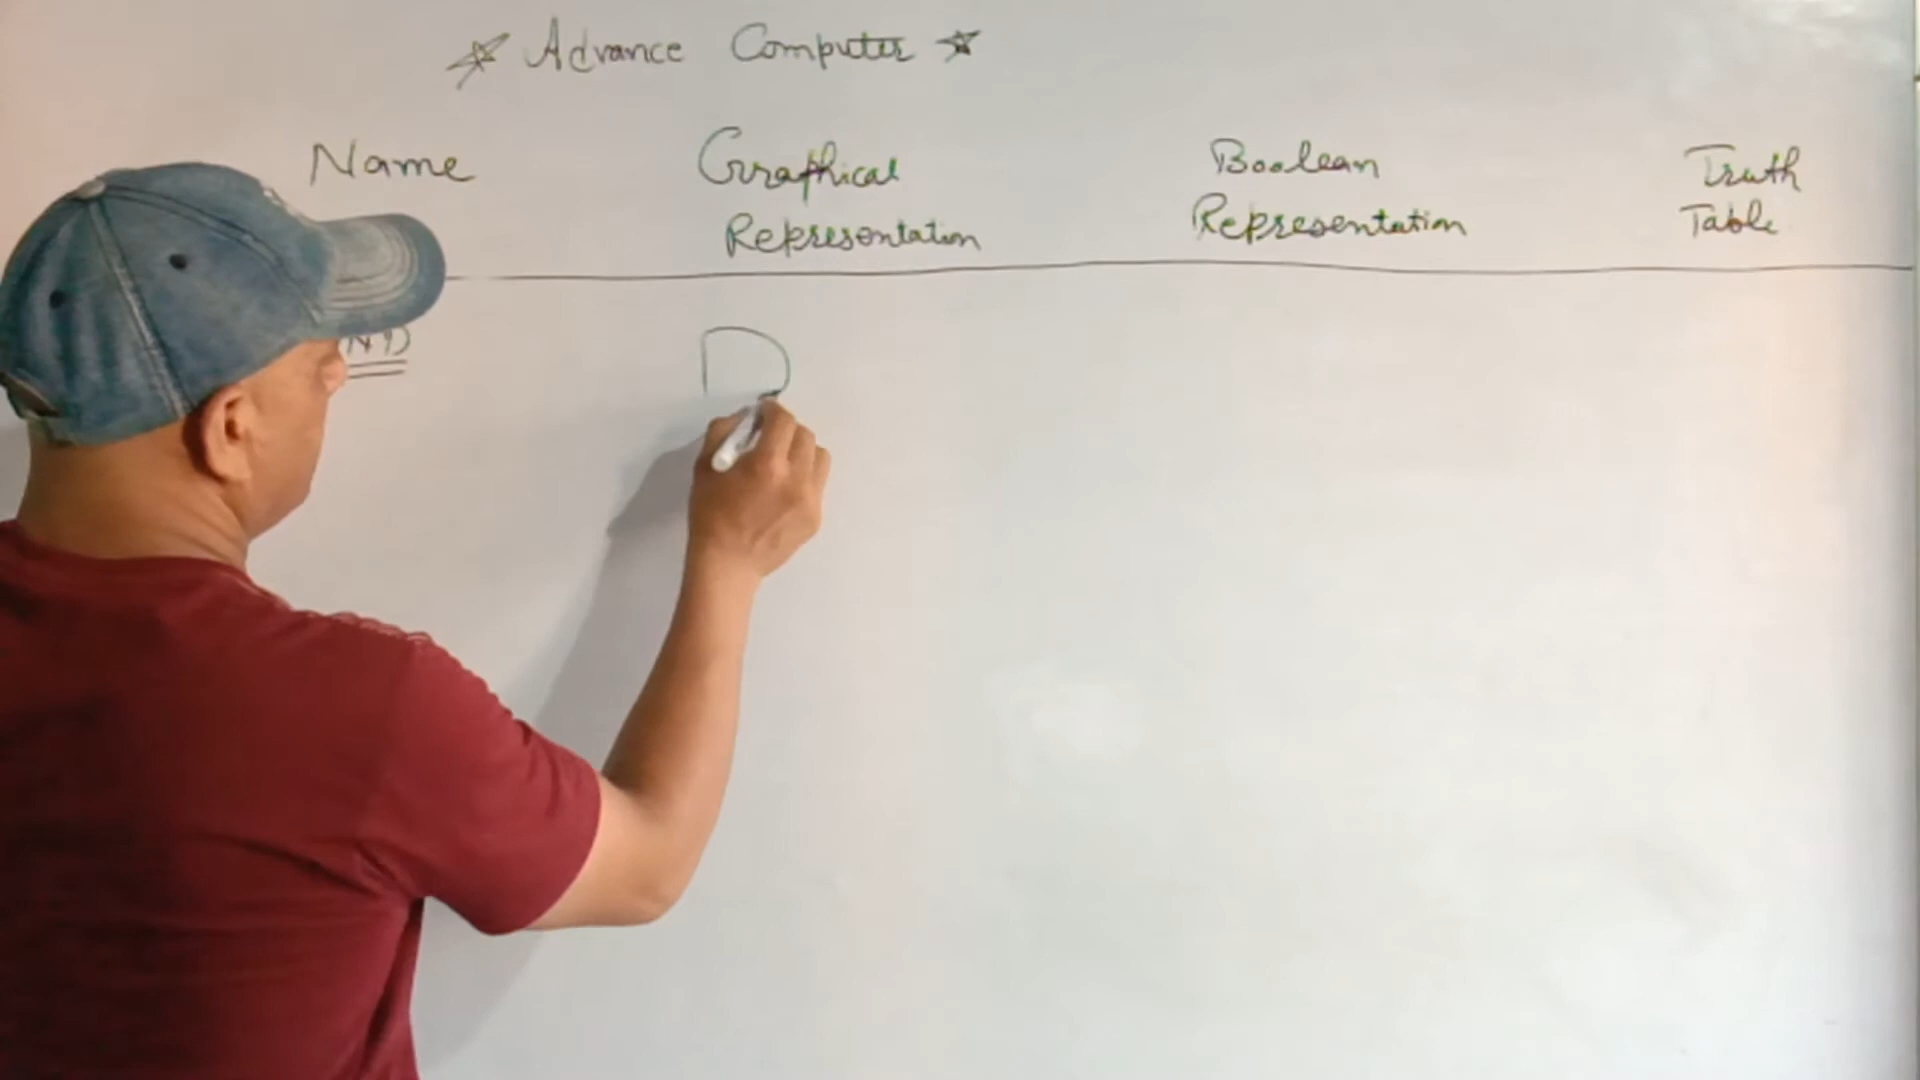 Advance Computer
Name Graphical Representation Boolean Representation Truth Table